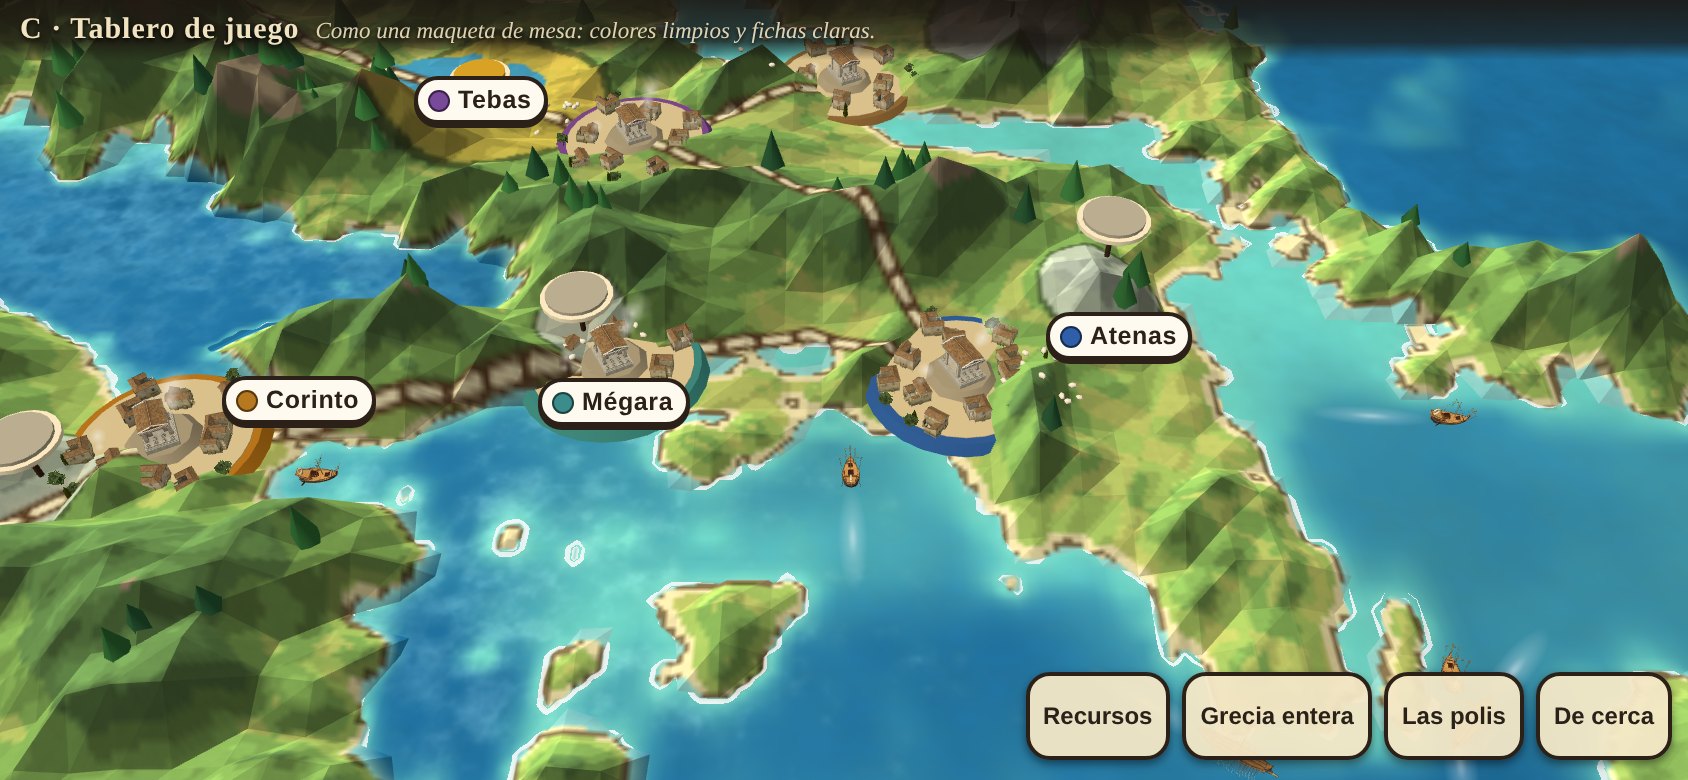 C · Tablero de juego Como una maqueta de mesa: colores limpios y fichas claras.
Tebas
Atenas
Corinto
Mégara
Recursos
Grecia entera
Las polis
De cerca